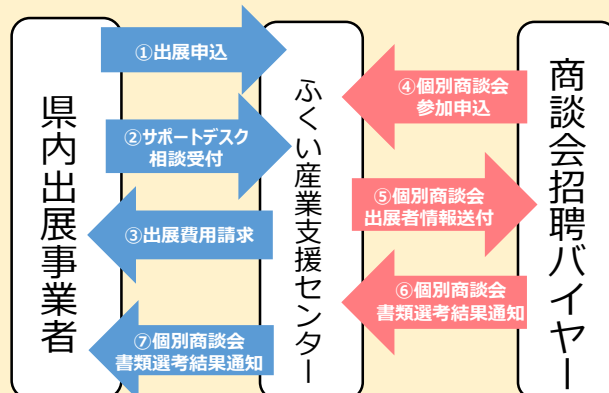 県内出展事業者
ふくい産業支援センター
商談会招聘バイヤー
①出展申込
②サポートデスク
相談受付
③出展費用請求
④個別商談会
参加申込
⑤個別商談会
出展者情報送付
⑥個別商談会
書類選考結果通知
⑦個別商談会
書類選考結果通知